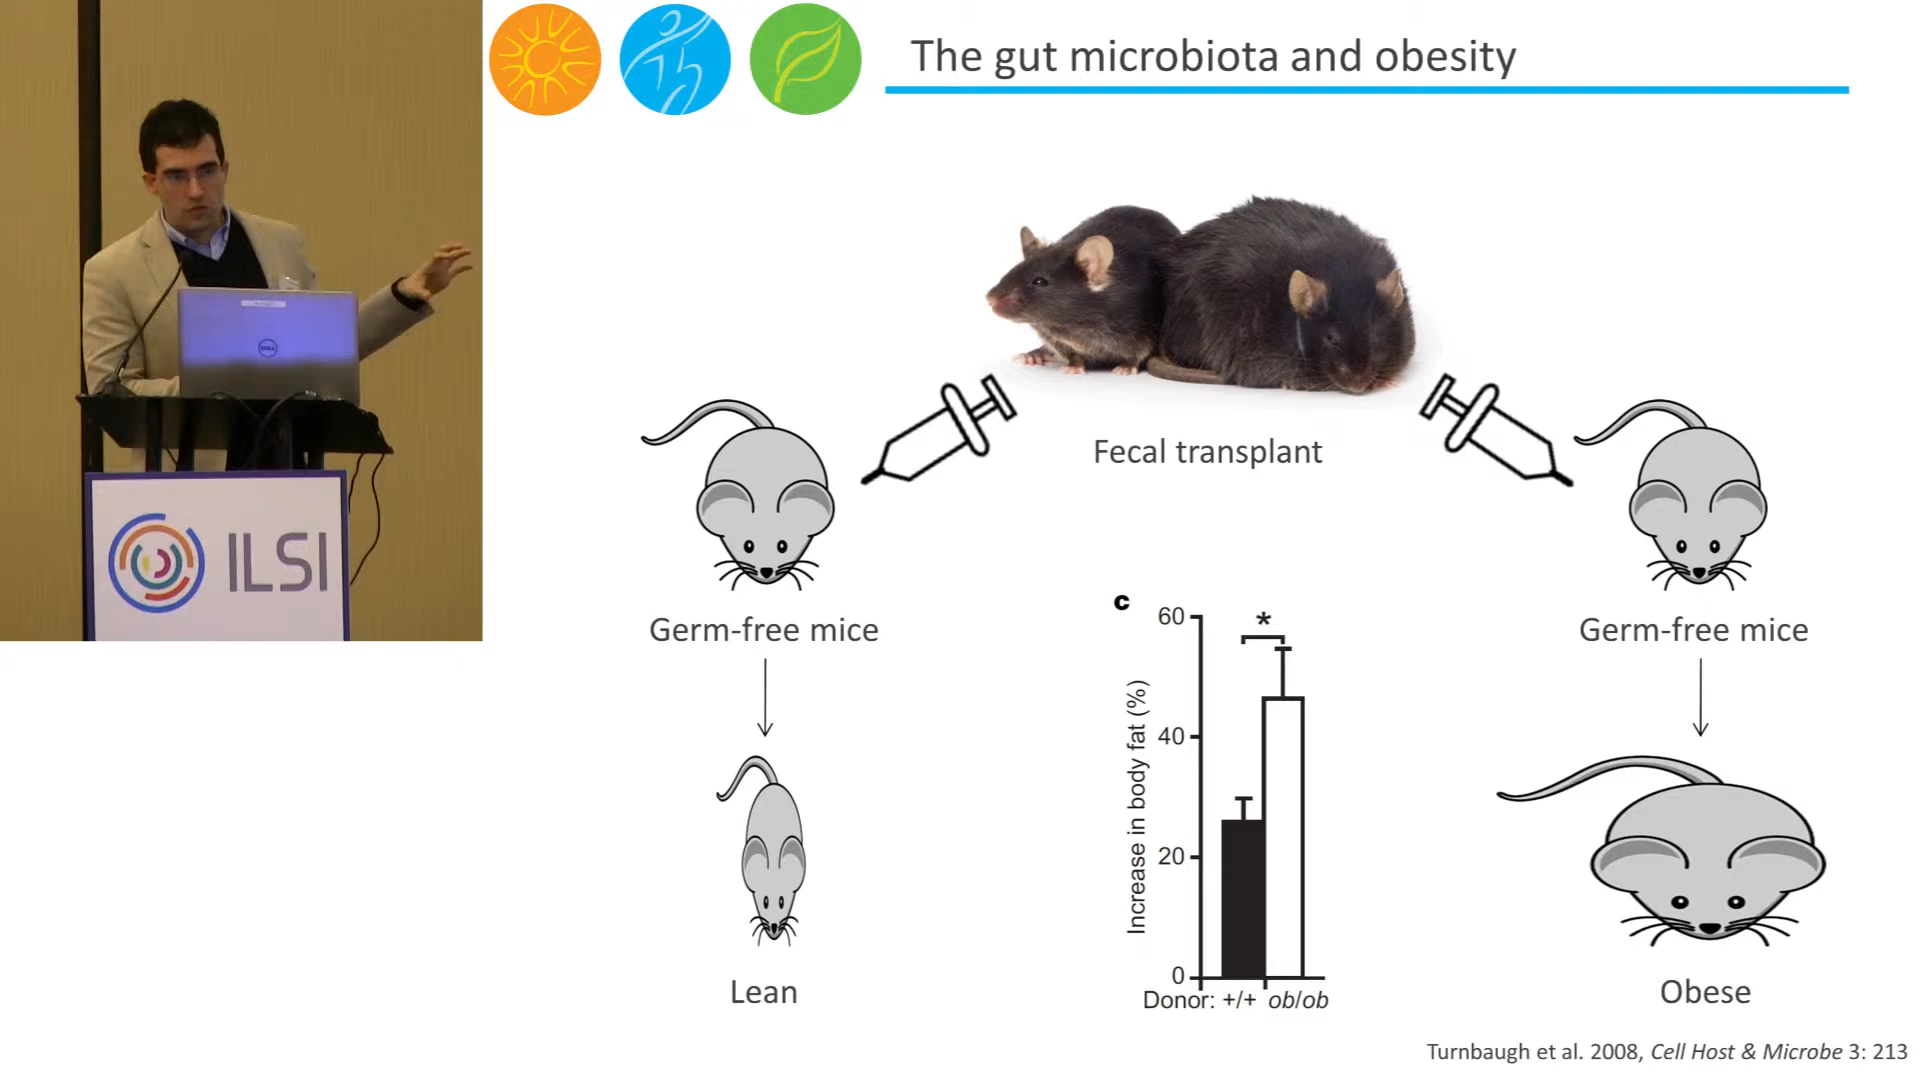 The gut microbiota and obesity
Fecal transplant
Germ-free mice
Germ-free mice
c
60
*
40
20
0
Increase in body fat (%)
Donor: +/+ ob/ob
Lean
Obese
Turnbaugh et al. 2008, Cell Host & Microbe 3: 213
DELL
ILSI